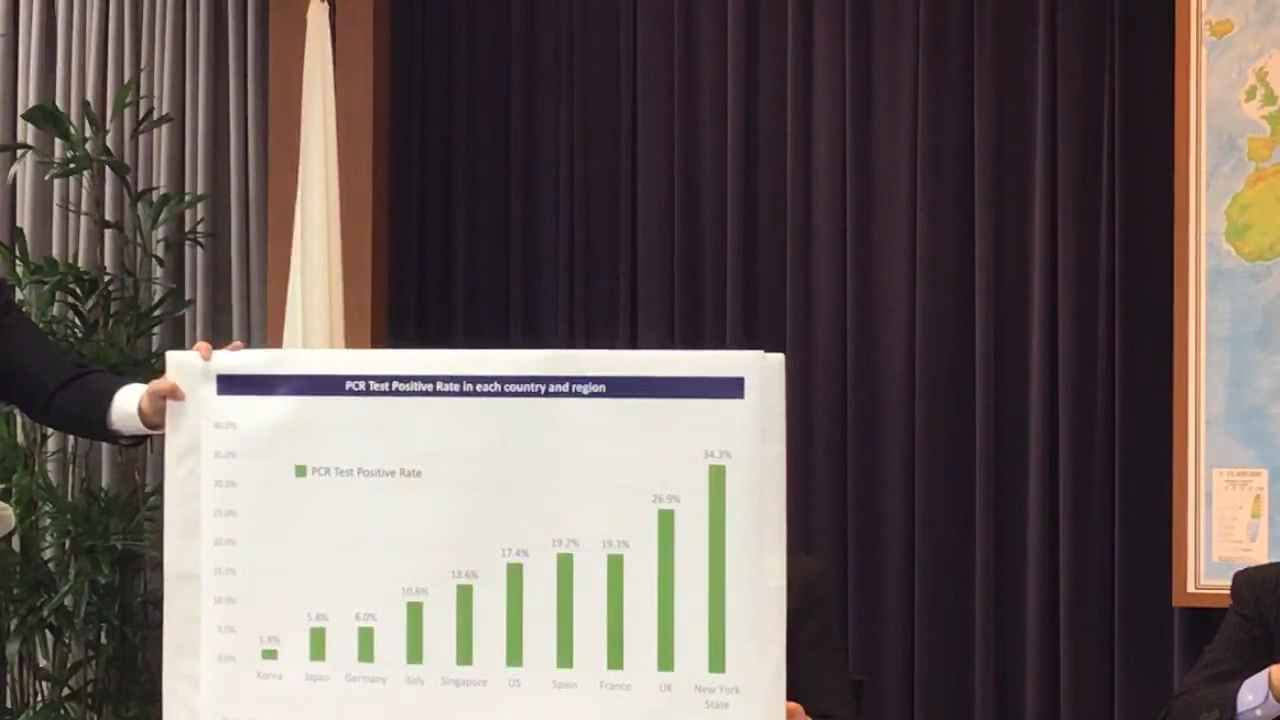 PCR Test Positive Rate in each country and region
40.0%
35.0%
30.0%
25.0%
20.0%
15.0%
10.0%
5.0%
0.0%
PCR Test Positive Rate
1.8%
5.8%
6.0%
10.6%
13.6%
17.4%
19.2%
19.3%
26.9%
34.3%
Korea
Japan
Germany
Italy
Singapore
US
Spain
France
UK
New York
State